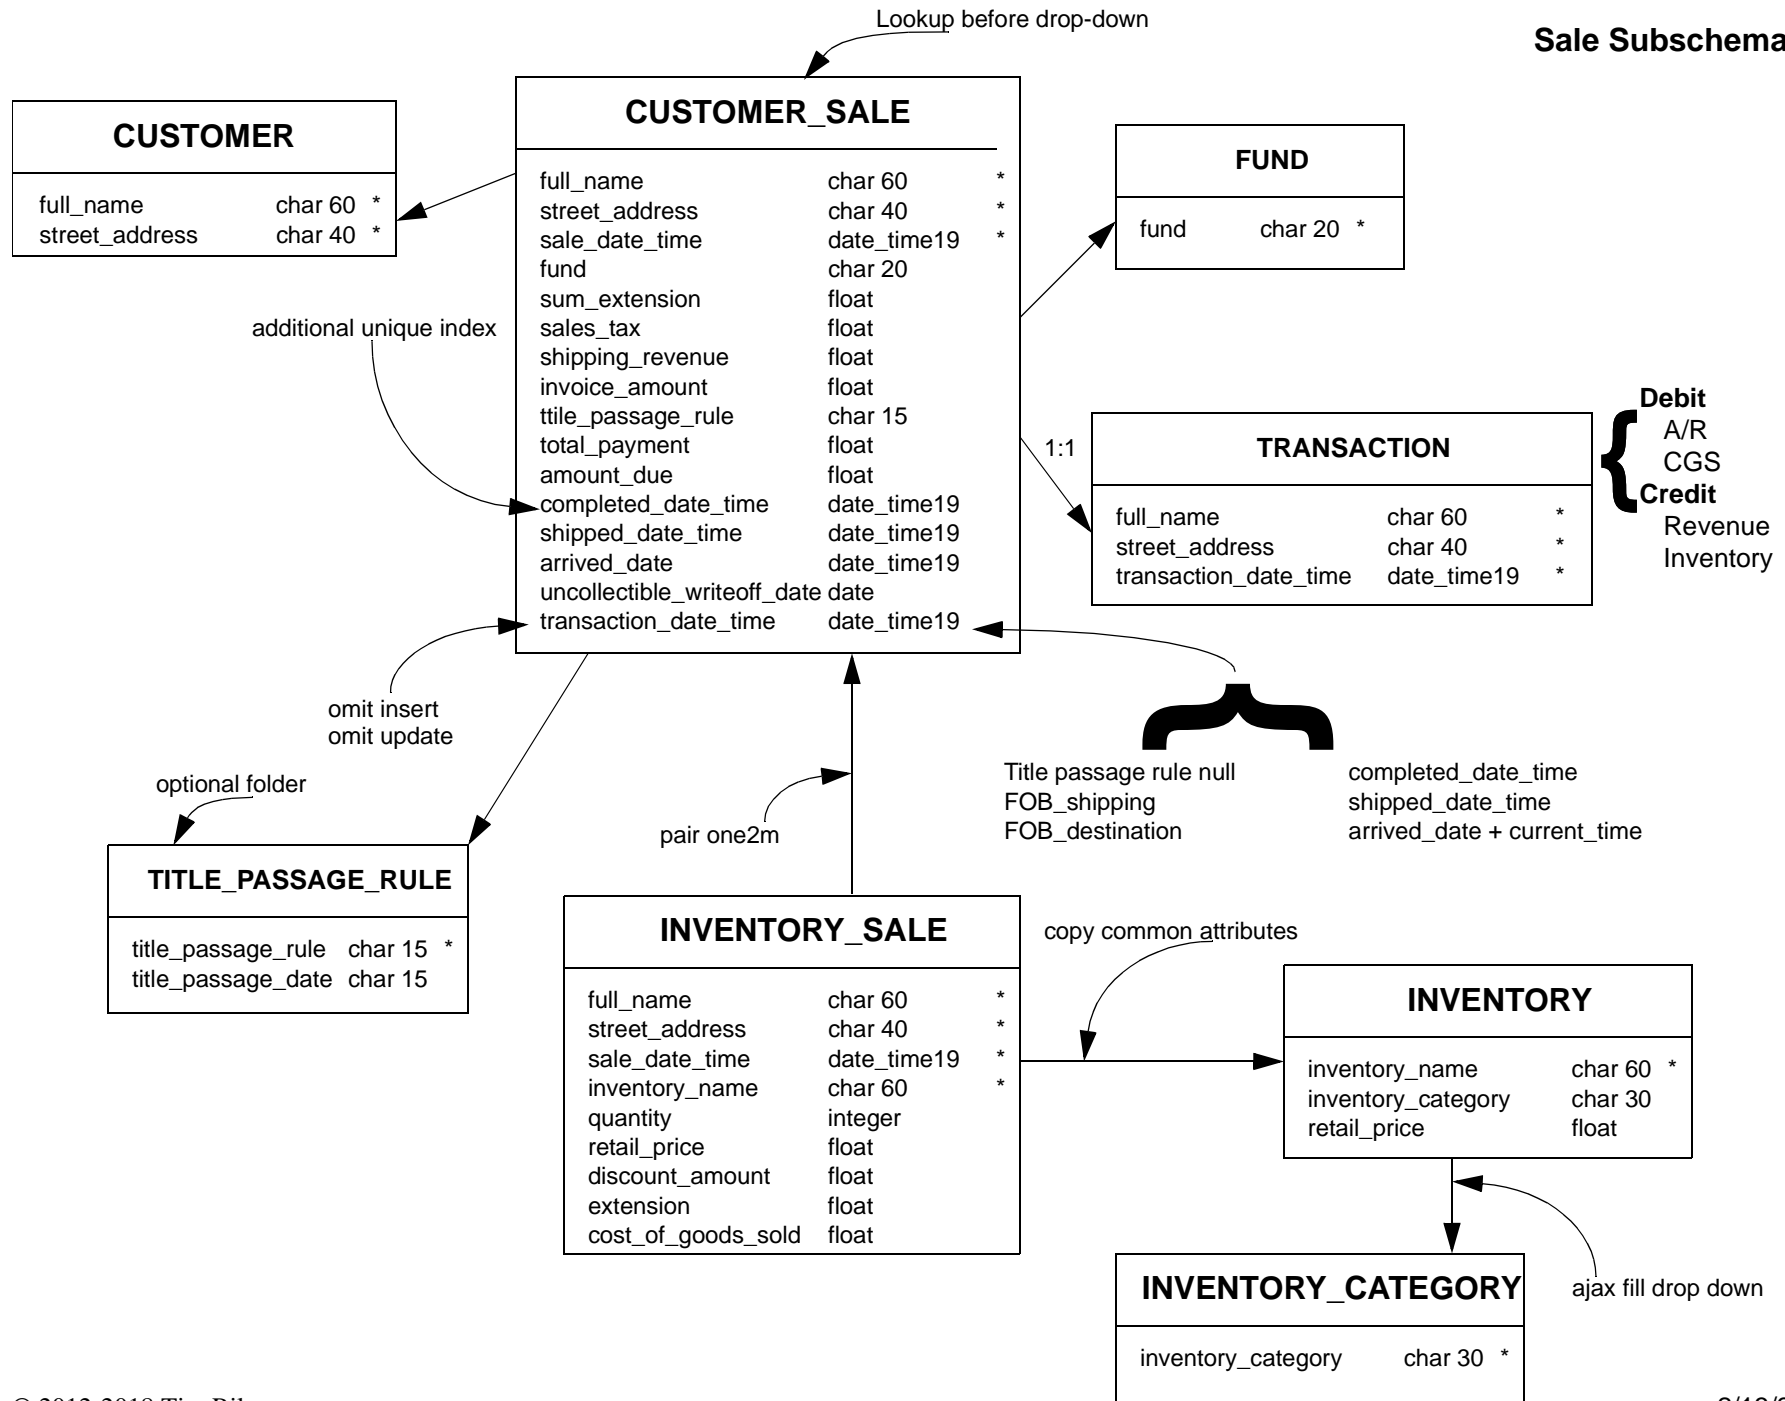 Lookup before drop-down
Sale Subschema
CUSTOMER
full_name char 60 *
street_address char 40 *
CUSTOMER_SALE
full_name char 60 *
street_address char 40 *
sale_date_time date_time19 *
fund char 20
sum_extension float
sales_tax float
shipping_revenue float
invoice_amount float
ttile_passage_rule char 15
total_payment float
amount_due float
completed_date_time date_time19
shipped_date_time date_time19
arrived_date date_time19
uncollectible_writeoff_date date
transaction_date_time date_time19
FUND
fund char 20 *
additional unique index
1:1
TRANSACTION
full_name char 60 *
street_address char 40 *
transaction_date_time date_time19 *
Debit
A/R
CGS
Credit
Revenue
Inventory
omit insert
omit update
optional folder
pair one2m
Title passage rule null completed_date_time
FOB_shipping shipped_date_time
FOB_destination arrived_date + current_time
TITLE_PASSAGE_RULE
title_passage_rule char 15 *
title_passage_date char 15
INVENTORY_SALE
full_name char 60 *
street_address char 40 *
sale_date_time date_time19 *
inventory_name char 60 *
quantity integer
retail_price float
discount_amount float
extension float
cost_of_goods_sold float
copy common attributes
INVENTORY
inventory_name char 60 *
inventory_category char 30
retail_price float
ajax fill drop down
INVENTORY_CATEGORY
inventory_category char 30 *